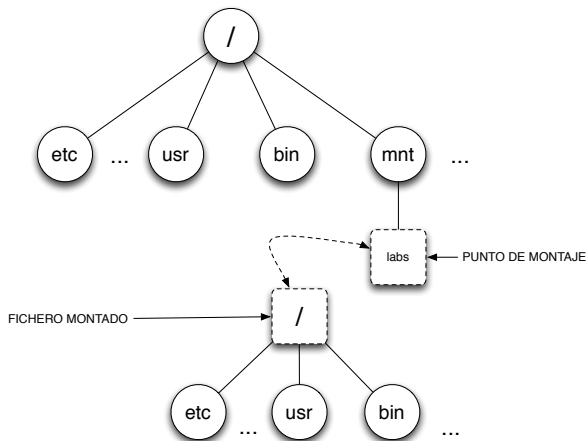 /
etc ... usr bin mnt ...
labs
PUNTO DE MONTAJE
FICHERO MONTADO
/
etc ... usr bin ...